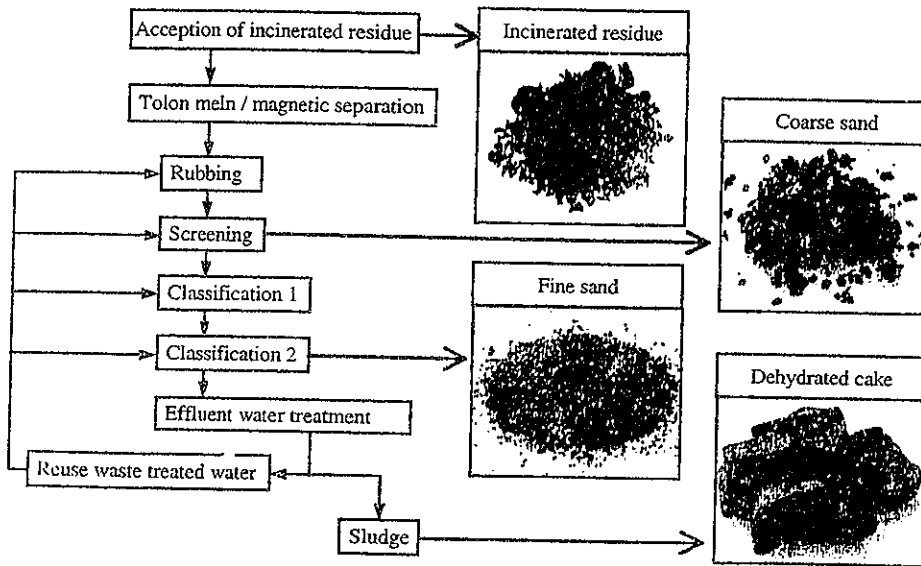 Acception of incinerated residue
Incinerated residue
Tolon meln / magnetic separation
Coarse sand
Rubbing
Screening
Fine sand
Classification 1
Classification 2
Dehydrated cake
Effluent water treatment
Reuse waste treated water
Sludge